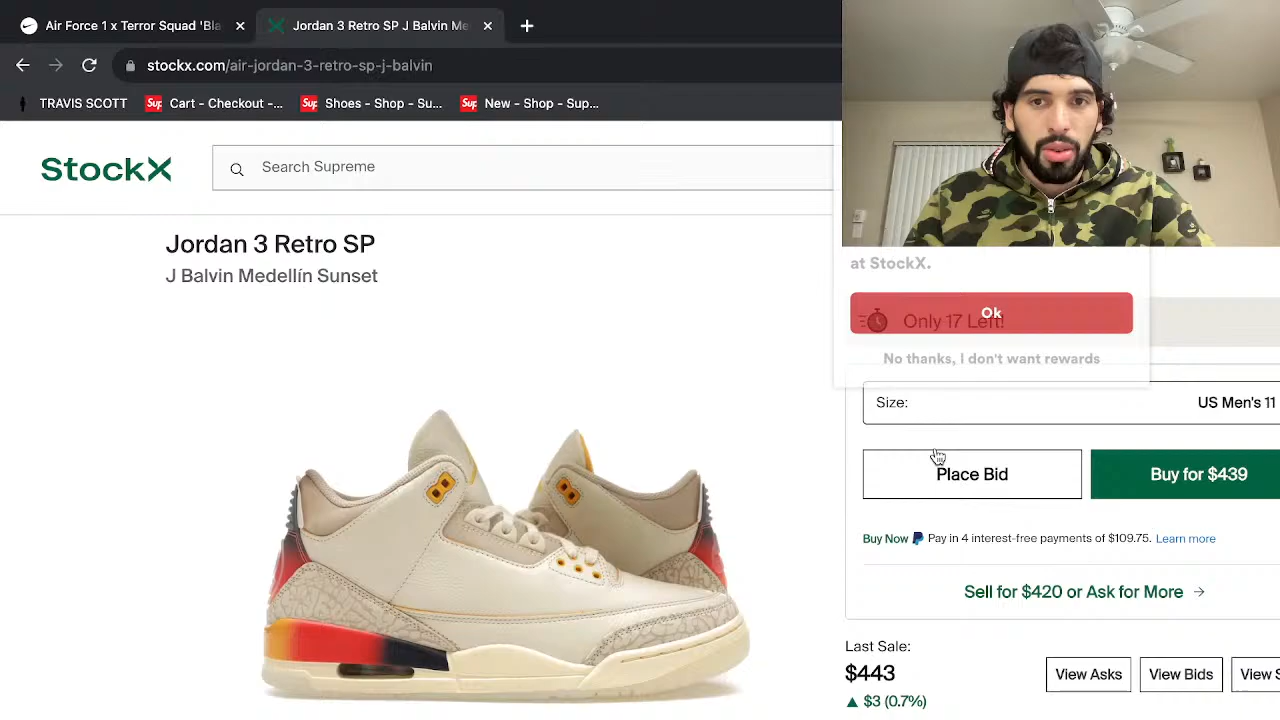 Air Force 1 x Terror Squad 'Bla
Jordan 3 Retro SP J Balvin Me
stockx.com/air-jordan-3-retro-sp-j-balvin
TRAVIS SCOTT
Sup Cart - Checkout -...
Sup Shoes - Shop - Su...
Sup New - Shop - Sup...
StockX
Search Supreme
Jordan 3 Retro SP
J Balvin Medellín Sunset
at StockX.
Ok
Only 17 Left!
No thanks, I don't want rewards
Size: US Men's 11
Place Bid
Buy for $439
Buy Now Pay in 4 interest-free payments of $109.75. Learn more
Sell for $420 or Ask for More
Last Sale:
$443
$3 (0.7%)
View Asks
View Bids
View S